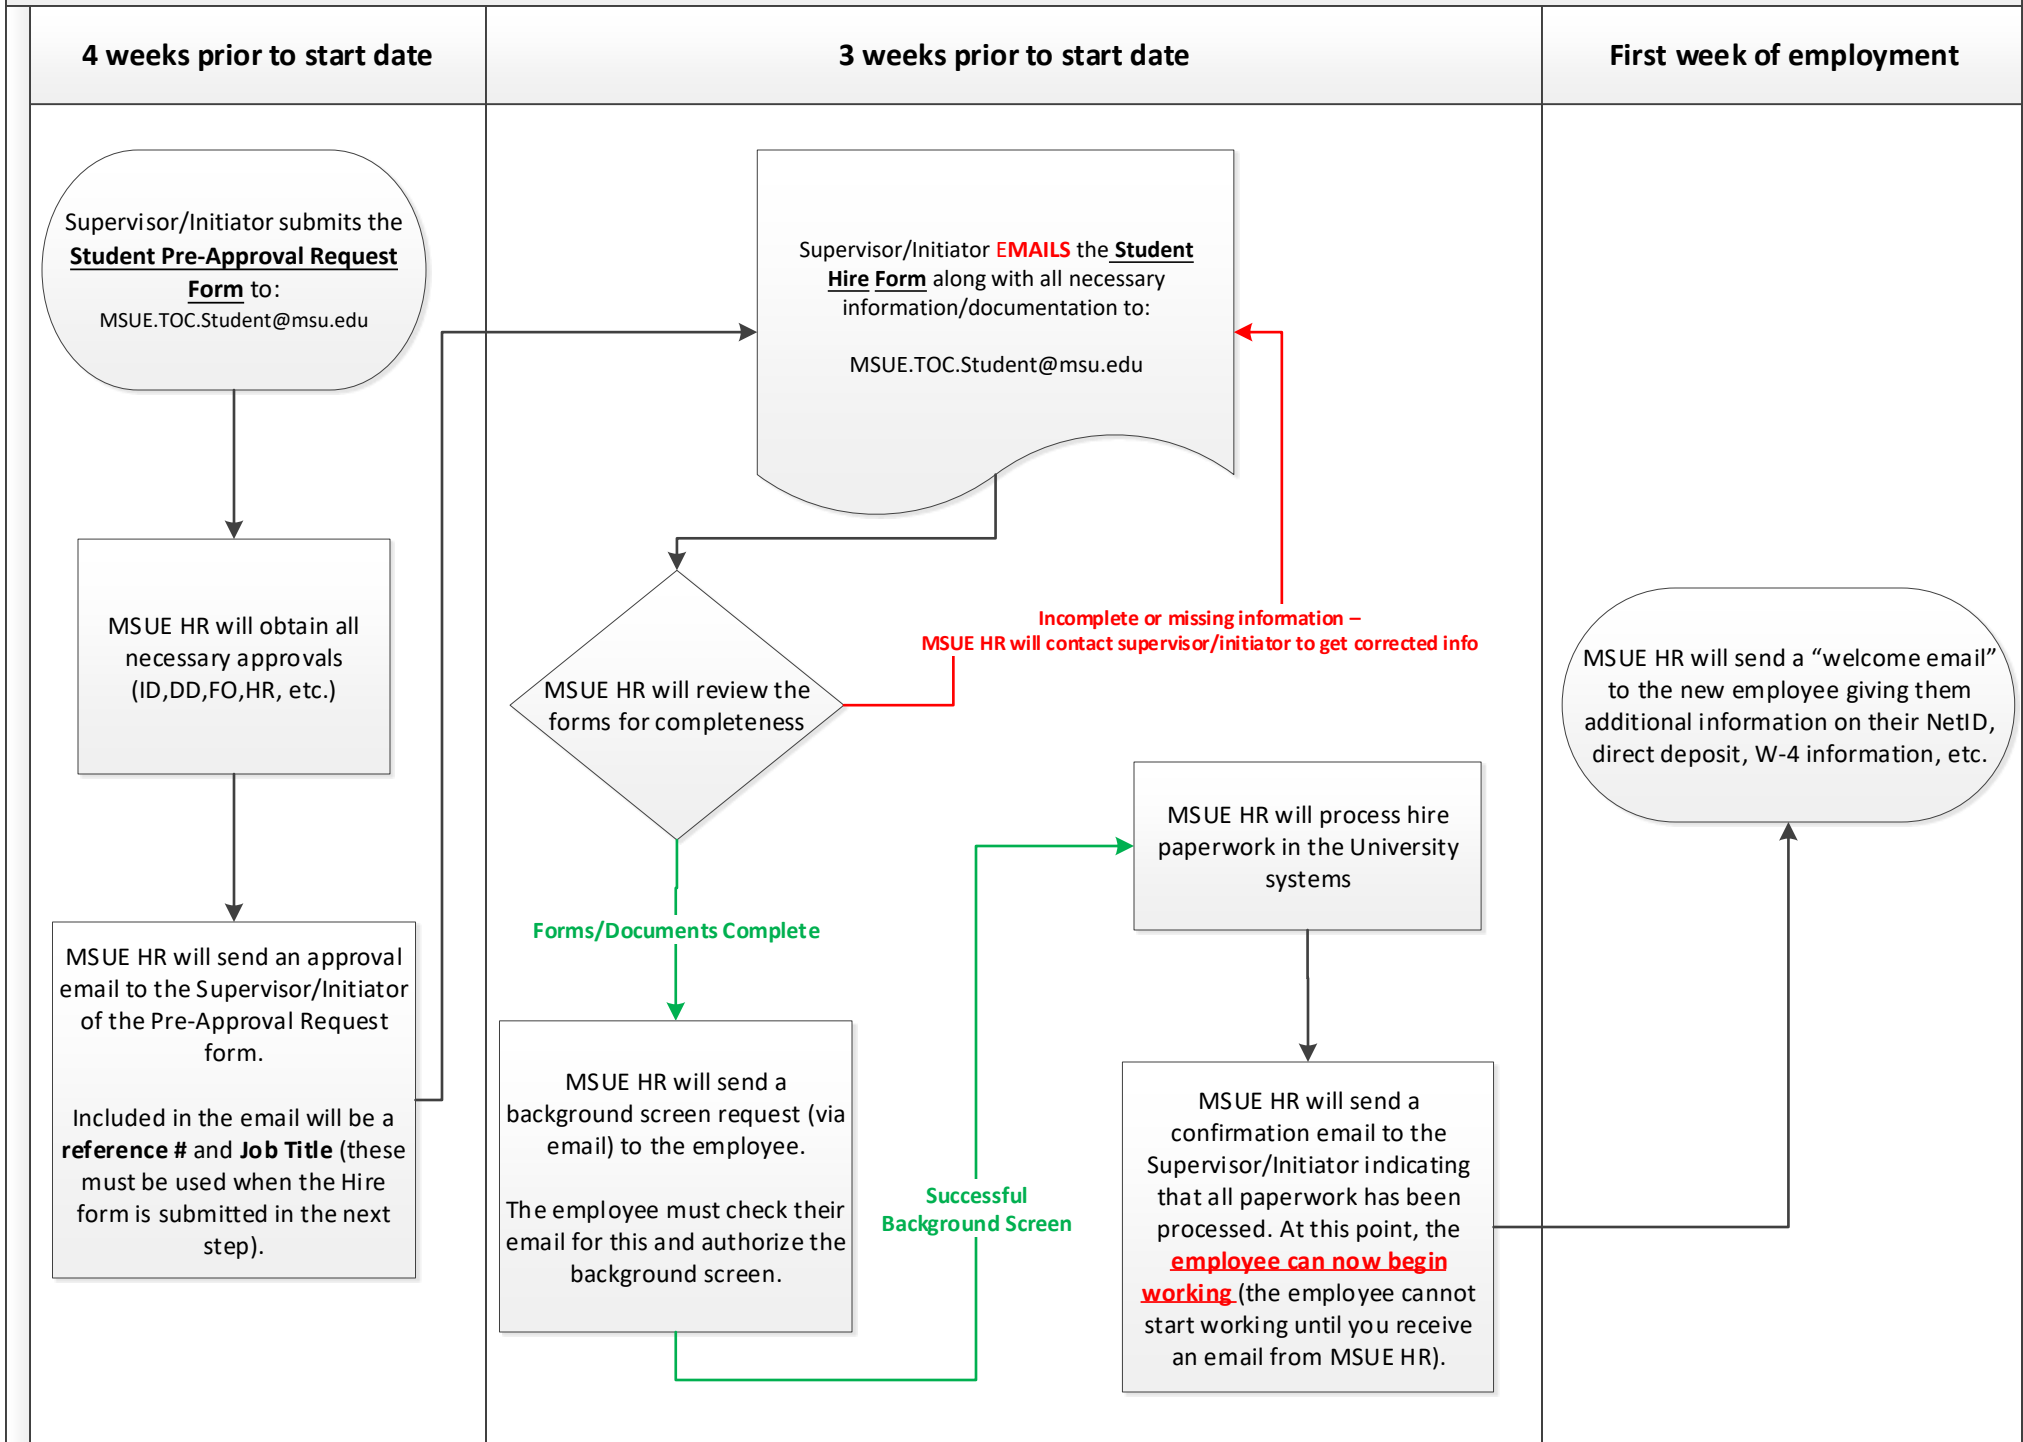 4 weeks prior to start date
3 weeks prior to start date
First week of employment
Supervisor/Initiator submits the
Student Pre-Approval Request
Form to:
MSUE.TOC.Student@msu.edu
MSUE HR will obtain all
necessary approvals
(ID,DD,FO,HR, etc.)
MSUE HR will send an approval
email to the Supervisor/Initiator
of the Pre-Approval Request
form.
Included in the email will be a
reference # and Job Title (these
must be used when the Hire
form is submitted in the next
step).
Supervisor/Initiator EMAILS the Student
Hire Form along with all necessary
information/documentation to:
MSUE.TOC.Student@msu.edu
MSUE HR will review the
forms for completeness
Incomplete or missing information –
MSUE HR will contact supervisor/initiator to get corrected info
Forms/Documents Complete
MSUE HR will send a
background screen request (via
email) to the employee.
The employee must check their
email for this and authorize the
background screen.
Successful
Background Screen
MSUE HR will process hire
paperwork in the University
systems
MSUE HR will send a
confirmation email to the
Supervisor/Initiator indicating
that all paperwork has been
processed. At this point, the
employee can now begin
working (the employee cannot
start working until you receive
an email from MSUE HR).
MSUE HR will send a “welcome email”
to the new employee giving them
additional information on their NetID,
direct deposit, W-4 information, etc.